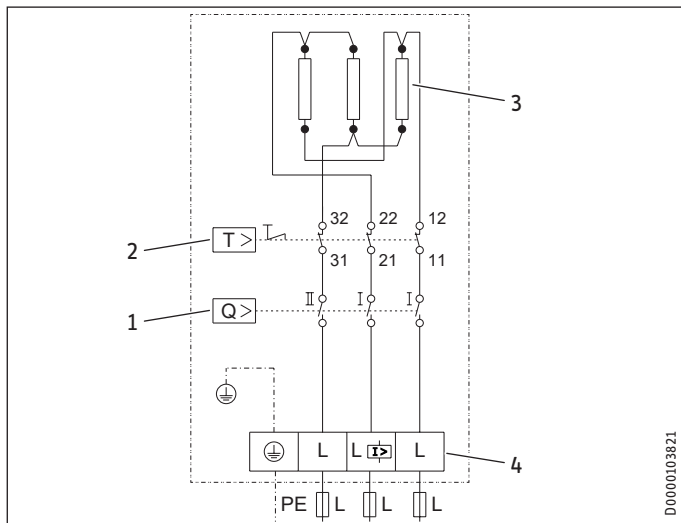 3
32 22 12
2 T>
31 21 11
II I I
1 Q>
L L I> L
4
PE L L L
D0000103821